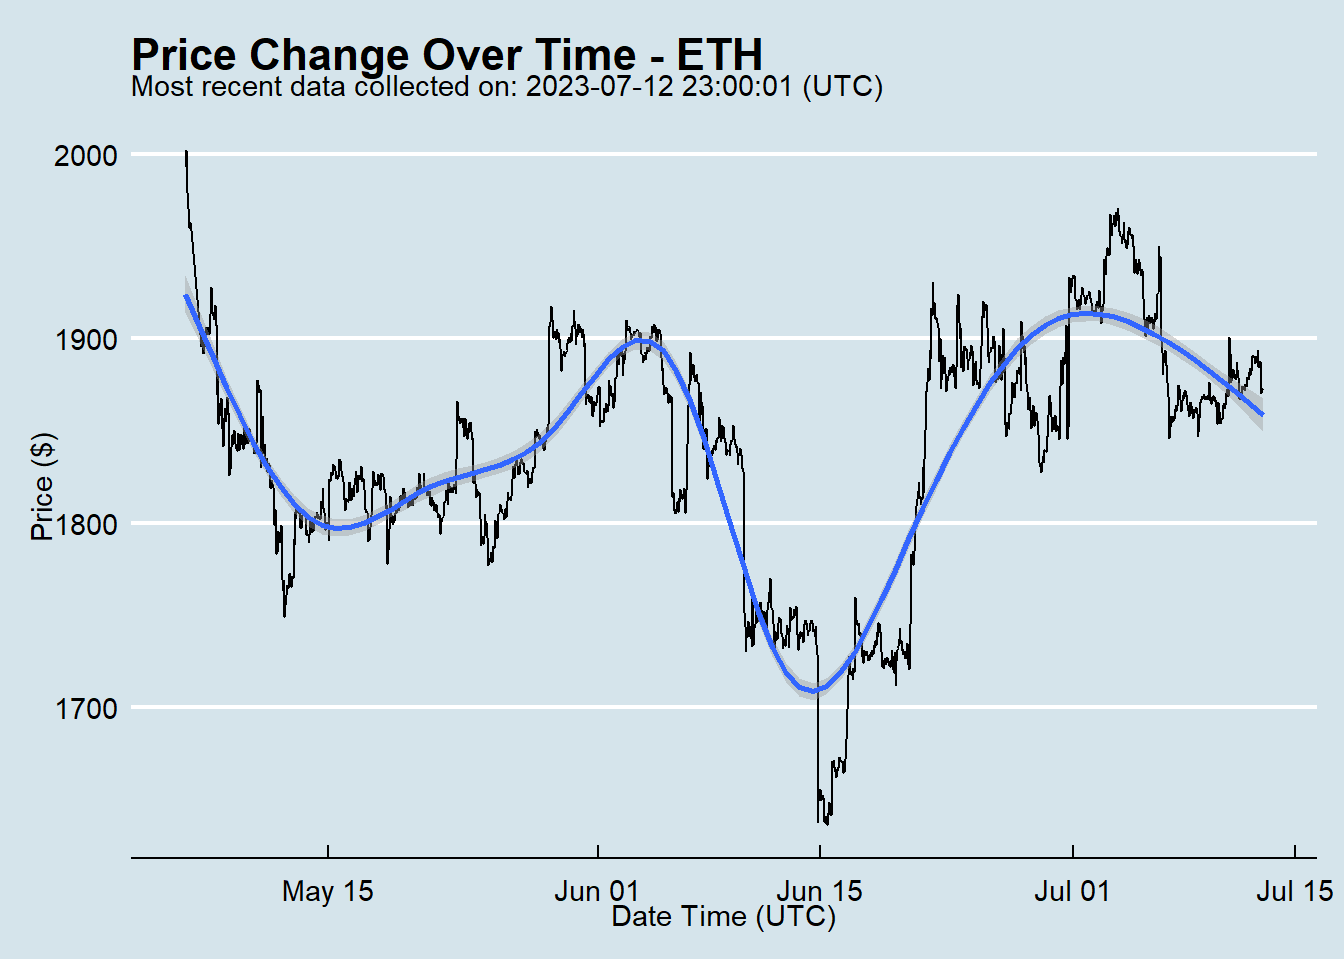 Price Change Over Time - ETH
Most recent data collected on: 2023-07-12 23:00:01 (UTC)
2000
1900
1800
1700
Price ($)
May 15
Jun 01
Jun 15
Jul 01
Jul 15
Date Time (UTC)